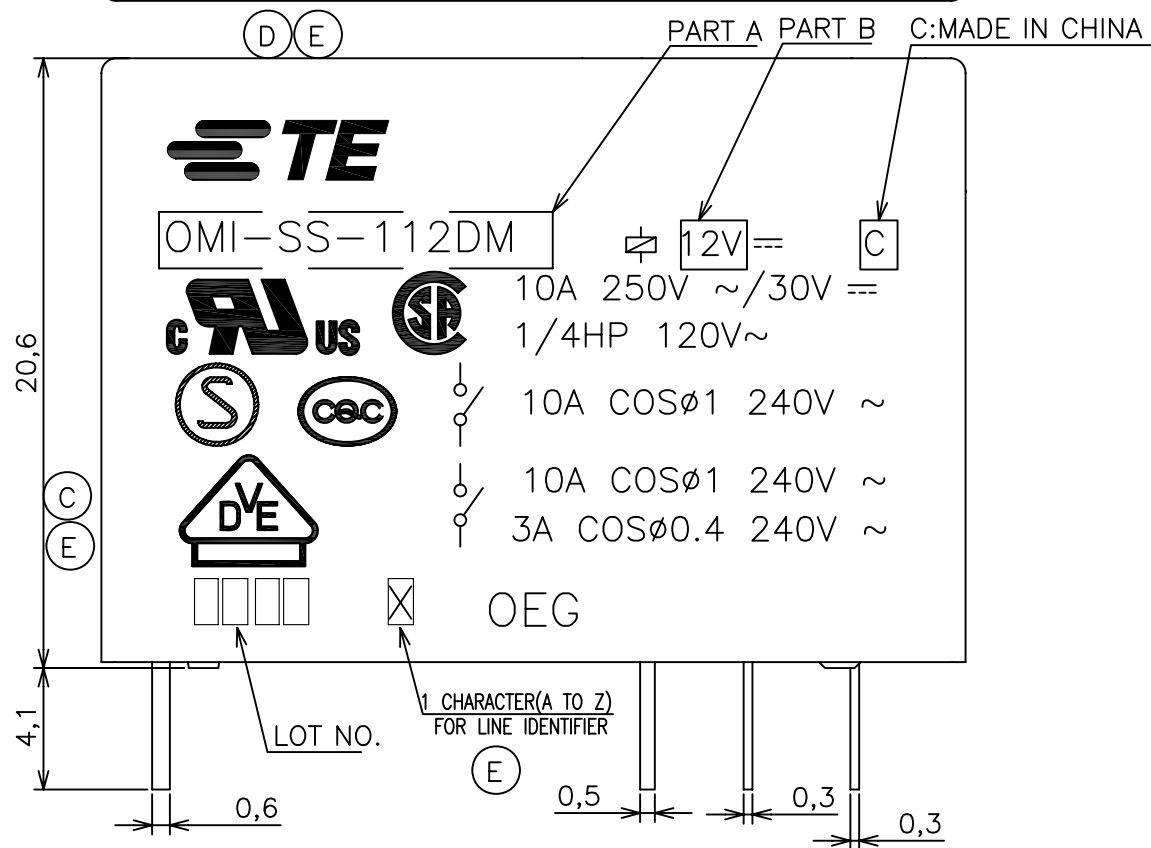 D E
PART A PART B C:MADE IN CHINA
TE
OMI-SS-112DM 12V C
10A 250V ~/30V
1/4HP 120V~
C US
SA
S
CQC
10A COSø1 240V ~
10A COSø1 240V ~
3A COSø0.4 240V ~
DVE
20,6
C
E
X
OEG
4,1
LOT NO.
1 CHARACTER(A TO Z)
FOR LINE IDENTIFIER
E
0,6
0,5
0,3
0,3